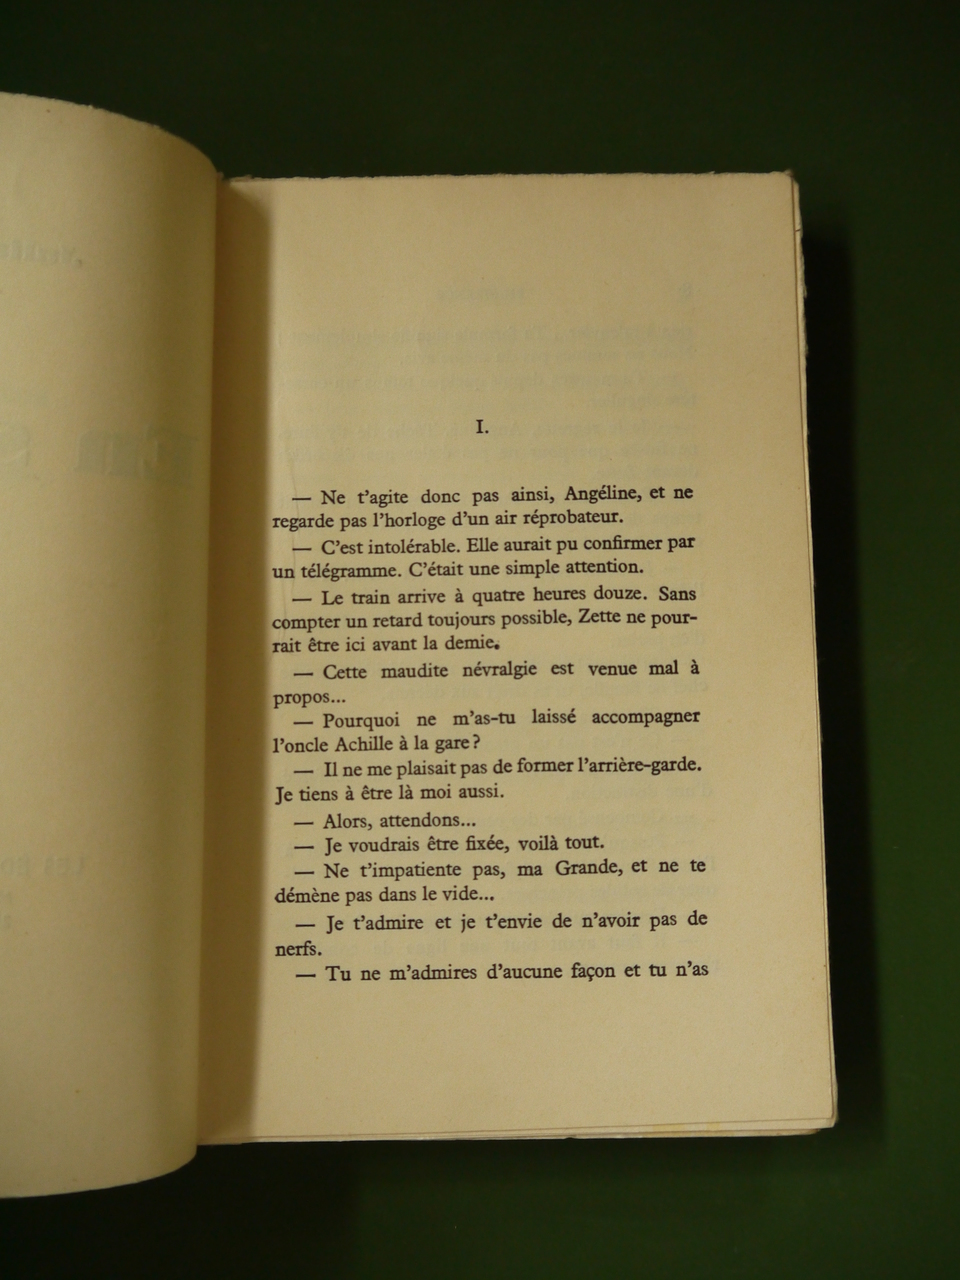 I.
— Ne t'agite donc pas ainsi, Angéline, et ne
regarde pas l'horloge d'un air réprobateur.
— C'est intolérable. Elle aurait pu confirmer par
un télégramme. C'était une simple attention.
— Le train arrive à quatre heures douze. Sans
compter un retard toujours possible, Zette ne pour-
rait être ici avant la demie.
— Cette maudite névralgie est venue mal à
propos...
— Pourquoi ne m'as-tu laissé accompagner
l'oncle Achille à la gare?
— Il ne me plaisait pas de former l'arrière-garde.
Je tiens à être là moi aussi.
— Alors, attendons...
— Je voudrais être fixée, voilà tout.
— Ne t'impatiente pas, ma Grande, et ne te
démène pas dans le vide...
— Je t'admire et je t'envie de n'avoir pas de
nerfs.
— Tu ne m'admires d'aucune façon et tu n'as